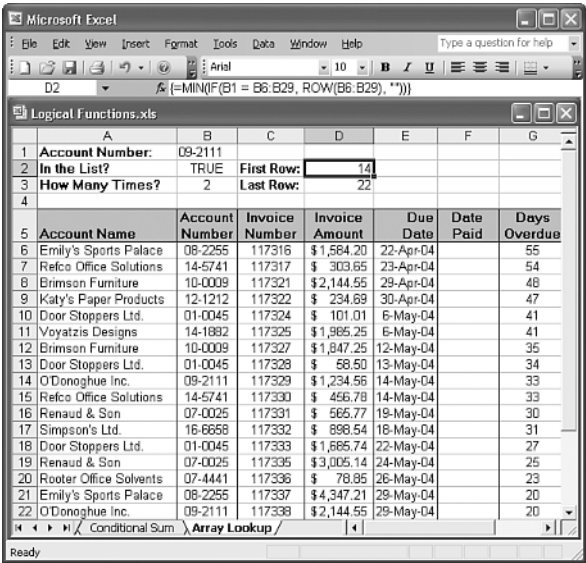 Microsoft Excel
File Edit View Insert Format Tools Data Window Help Type a question for help
Arial 10 B I U
D2 fx {=MIN(IF(B1 = B6:B29, ROW(B6:B29), ""))}
Logical Functions.xls
A B C D E F G
1 Account Number: 09-2111
2 In the List? TRUE First Row: 14
3 How Many Times? 2 Last Row: 22
4
Account Invoice Invoice Due Date Days
5 Account Name Number Number Amount Date Paid Overdue
6 Emily's Sports Palace 08-2255 117316 $1,584.20 22-Apr-04 55
7 Refco Office Solutions 14-5741 117317 $ 303.65 23-Apr-04 54
8 Brimson Furniture 10-0009 117321 $2,144.55 29-Apr-04 48
9 Katy's Paper Products 12-1212 117322 $ 234.69 30-Apr-04 47
10 Door Stoppers Ltd. 01-0045 117324 $ 101.01 6-May-04 41
11 Voyatzis Designs 14-1882 117325 $1,985.25 6-May-04 41
12 Brimson Furniture 10-0009 117327 $1,847.25 12-May-04 35
13 Door Stoppers Ltd. 01-0045 117328 $ 58.50 13-May-04 34
14 O'Donoghue Inc. 09-2111 117329 $1,234.56 14-May-04 33
15 Refco Office Solutions 14-5741 117330 $ 456.78 14-May-04 33
16 Renaud & Son 07-0025 117331 $ 565.77 19-May-04 30
17 Simpson's Ltd. 16-6658 117332 $ 898.54 18-May-04 31
18 Door Stoppers Ltd. 01-0045 117333 $1,685.74 22-May-04 27
19 Renaud & Son 07-0025 117335 $3,005.14 24-May-04 25
20 Rooter Office Solvents 07-4441 117336 $ 78.85 26-May-04 23
21 Emily's Sports Palace 08-2255 117337 $4,347.21 29-May-04 20
22 O'Donoghue Inc. 09-2111 117338 $2,144.55 29-May-04 20
Conditional Sum Array Lookup
Ready